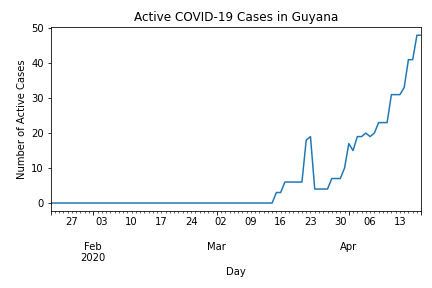 Active COVID-19 Cases in Guyana
50
40
30
20
10
0
Number of Active Cases
27 03 10 17 24 02 09 16 23 30 06 13
Feb Mar Apr
2020
Day